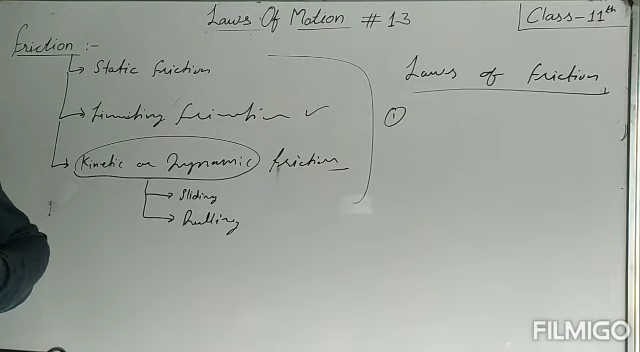 Laws Of Motion # 13
Class-11th
Friction :-
Static friction
Limiting friction ✓
Kinetic or Dynamic friction
Sliding
Rolling
Laws of friction
①
FILMIGO